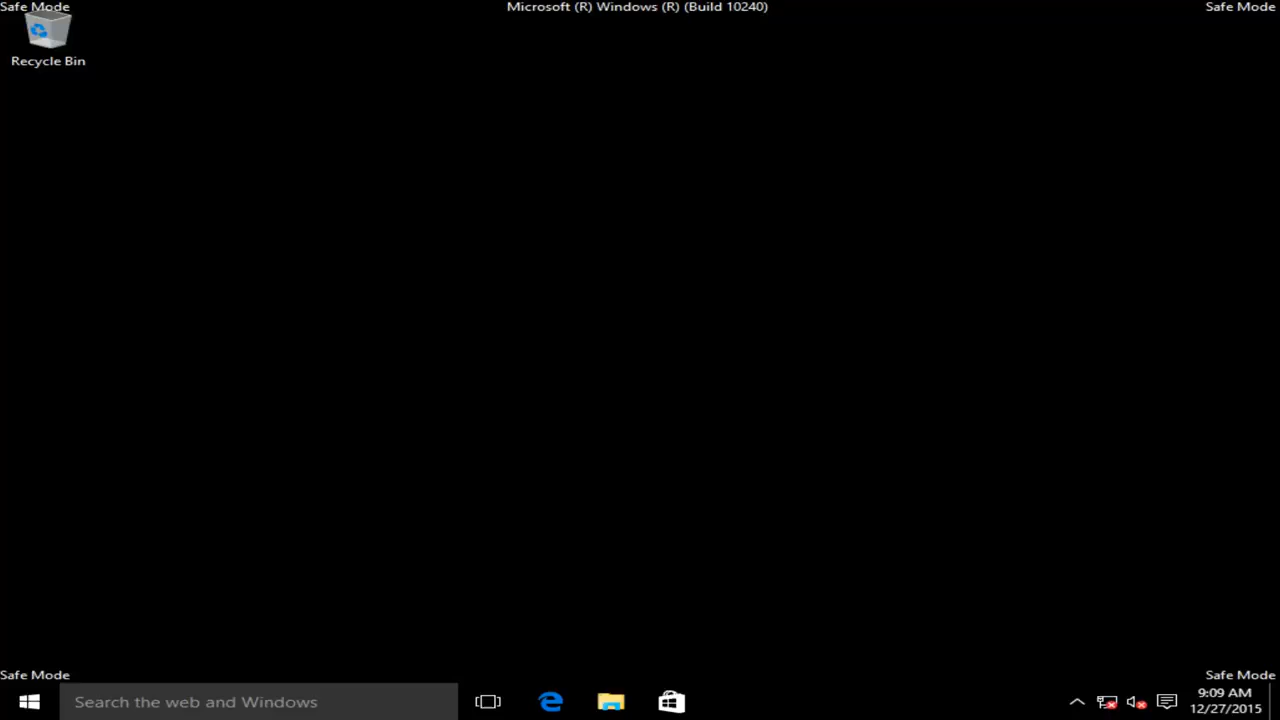 Safe Mode
Microsoft (R) Windows (R) (Build 10240)
Safe Mode
Recycle Bin
Safe Mode
Safe Mode
Search the web and Windows
9:09 AM
12/27/2015